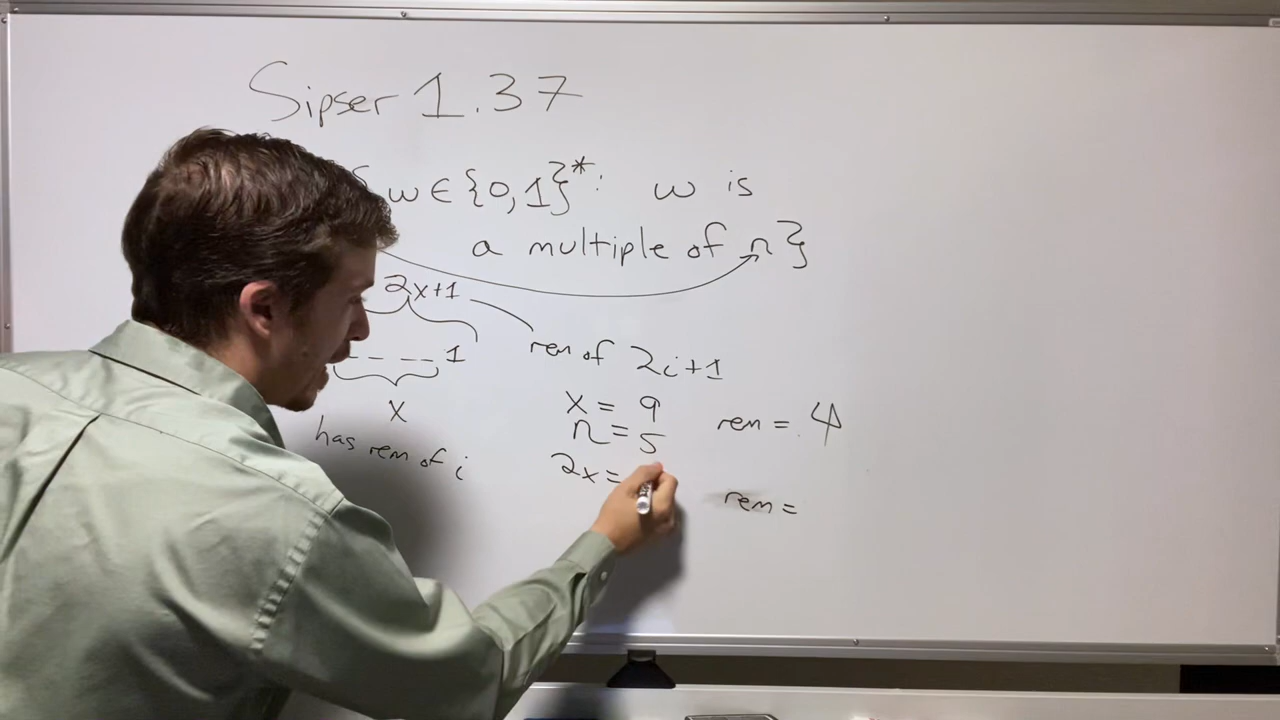 Sipser 1.37
w ∈ {0,1}*: w is
a multiple of n}
2x+1
_ _ _ _ 1
rem of 2i+1
x
has rem of i
x = 9 rem = 4
n = 5
2x =
rem =